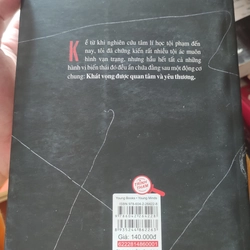 KỂ từ khi nghiên cứu tâm lý học tội phạm đến
nay, tôi đã chứng kiến rất nhiều tội ác muôn
hình vạn trạng, nhưng hầu hết tất cả những
hành vi biến thái đó đều ẩn chứa đằng sau một động cơ
chung: Khát vọng được quan tâm và yêu thương.
Giá: 140.000đ